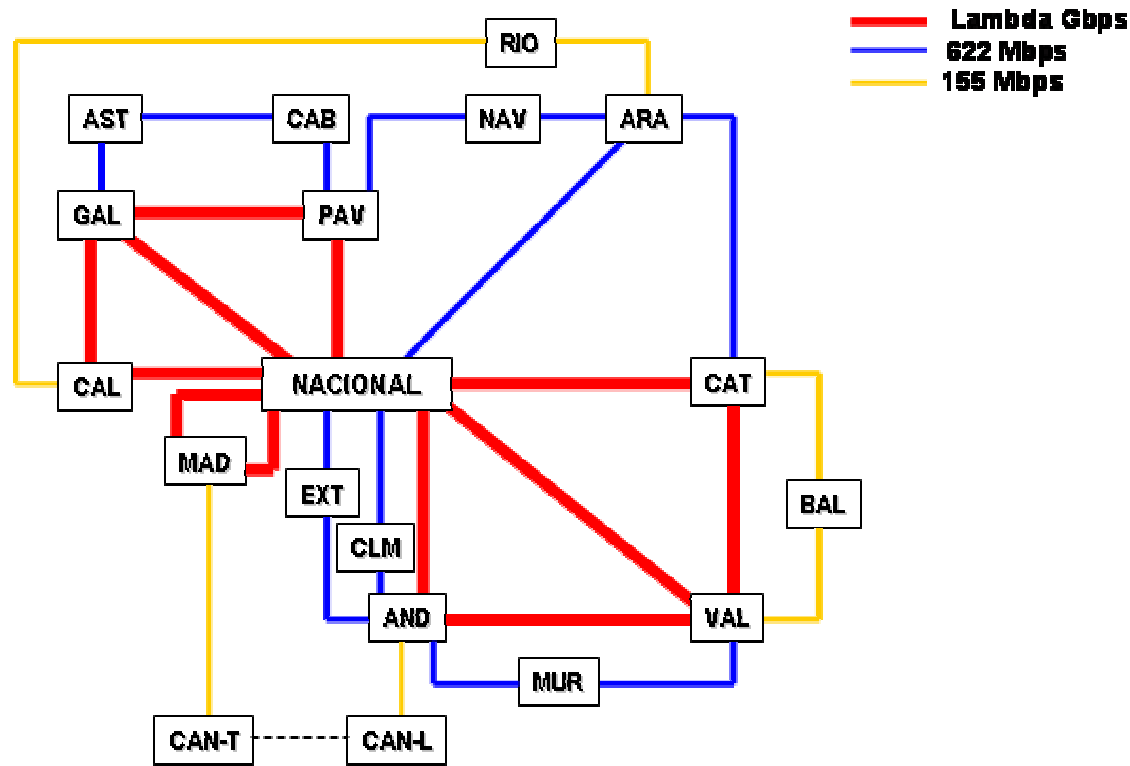 Lambda Gbps
RIO
622 Mbps
155 Mbps
AST
CAB
NAV
ARA
GAL
PAV
CAL
NACIONAL
CAT
MAD
EXT
BAL
CLM
AND
VAL
MUR
CAN-T
CAN-L